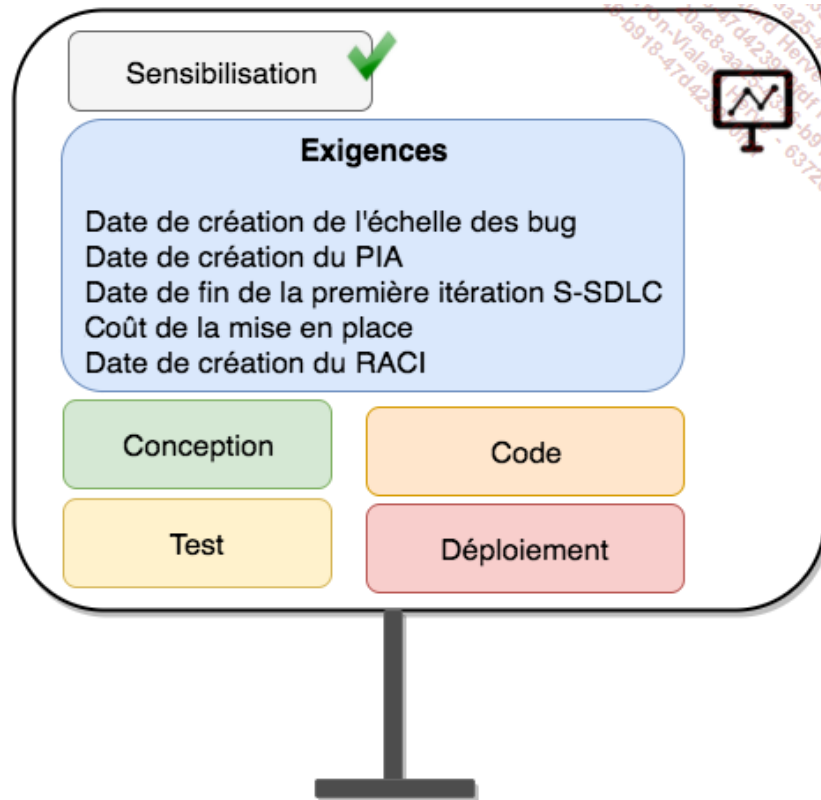 Sensibilisation
Exigences
Date de création de l'échelle des bug
Date de création du PIA
Date de fin de la première itération S-SDLC
Coût de la mise en place
Date de création du RACI
Conception
Code
Test
Déploiement